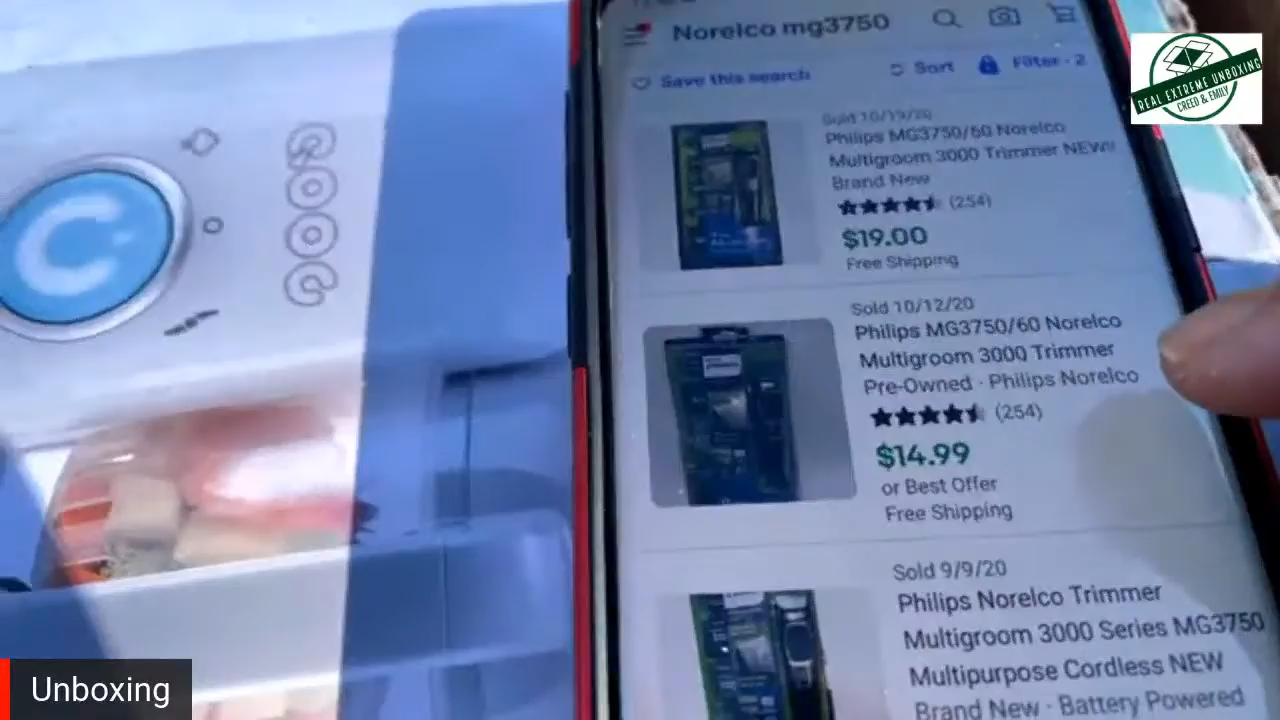 Norelco mg3750
Save this search
Sort
Filter · 2
Sold 10/19/20
Philips MG3750/60 Norelco
Multigroom 3000 Trimmer NEW!!
Brand New
(254)
$19.00
Free Shipping
Sold 10/12/20
Philips MG3750/60 Norelco
Multigroom 3000 Trimmer
Pre-Owned · Philips Norelco
(254)
$14.99
or Best Offer
Free Shipping
Sold 9/9/20
Philips Norelco Trimmer
Multigroom 3000 Series MG3750
Multipurpose Cordless NEW
Brand New · Battery Powered
REAL EXTREME UNBOXING
CREED & EMILY
Unboxing